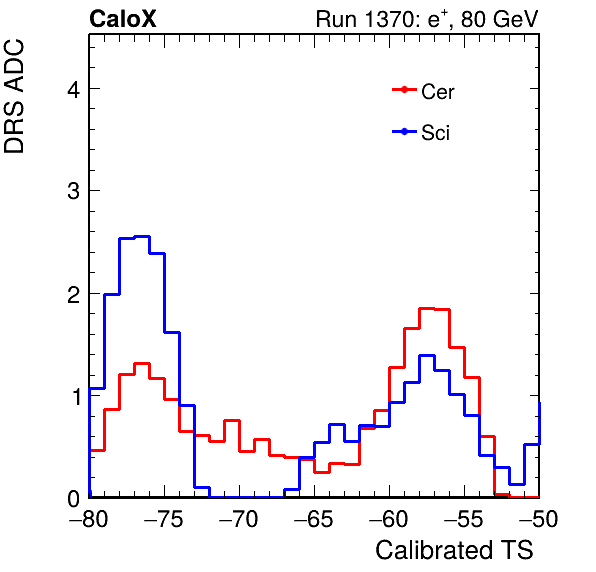 CaloX Run 1370: e⁺, 80 GeV
DRS ADC
Cer
Sci
4
3
2
1
0
−80 −75 −70 −65 −60 −55 −50
Calibrated TS